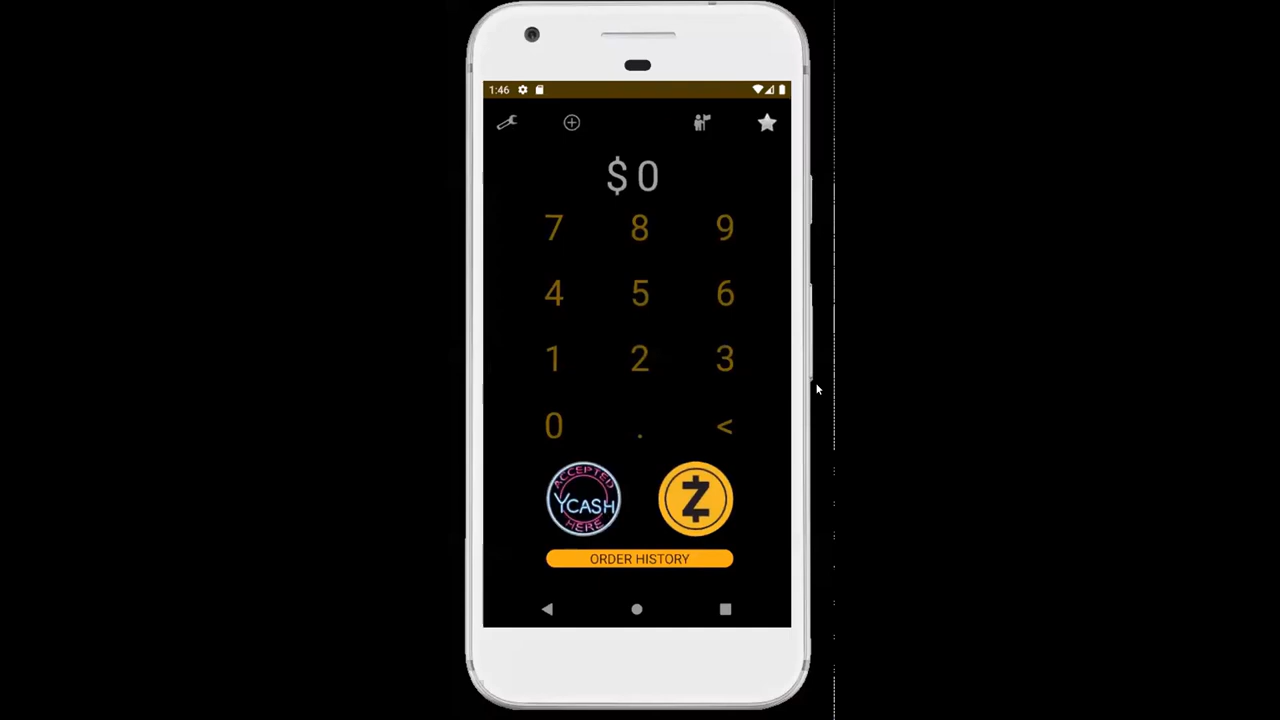 1:46
$0
7 8 9
4 5 6
1 2 3
0 . <
ACCEPTED
YCASH
HERE
ORDER HISTORY